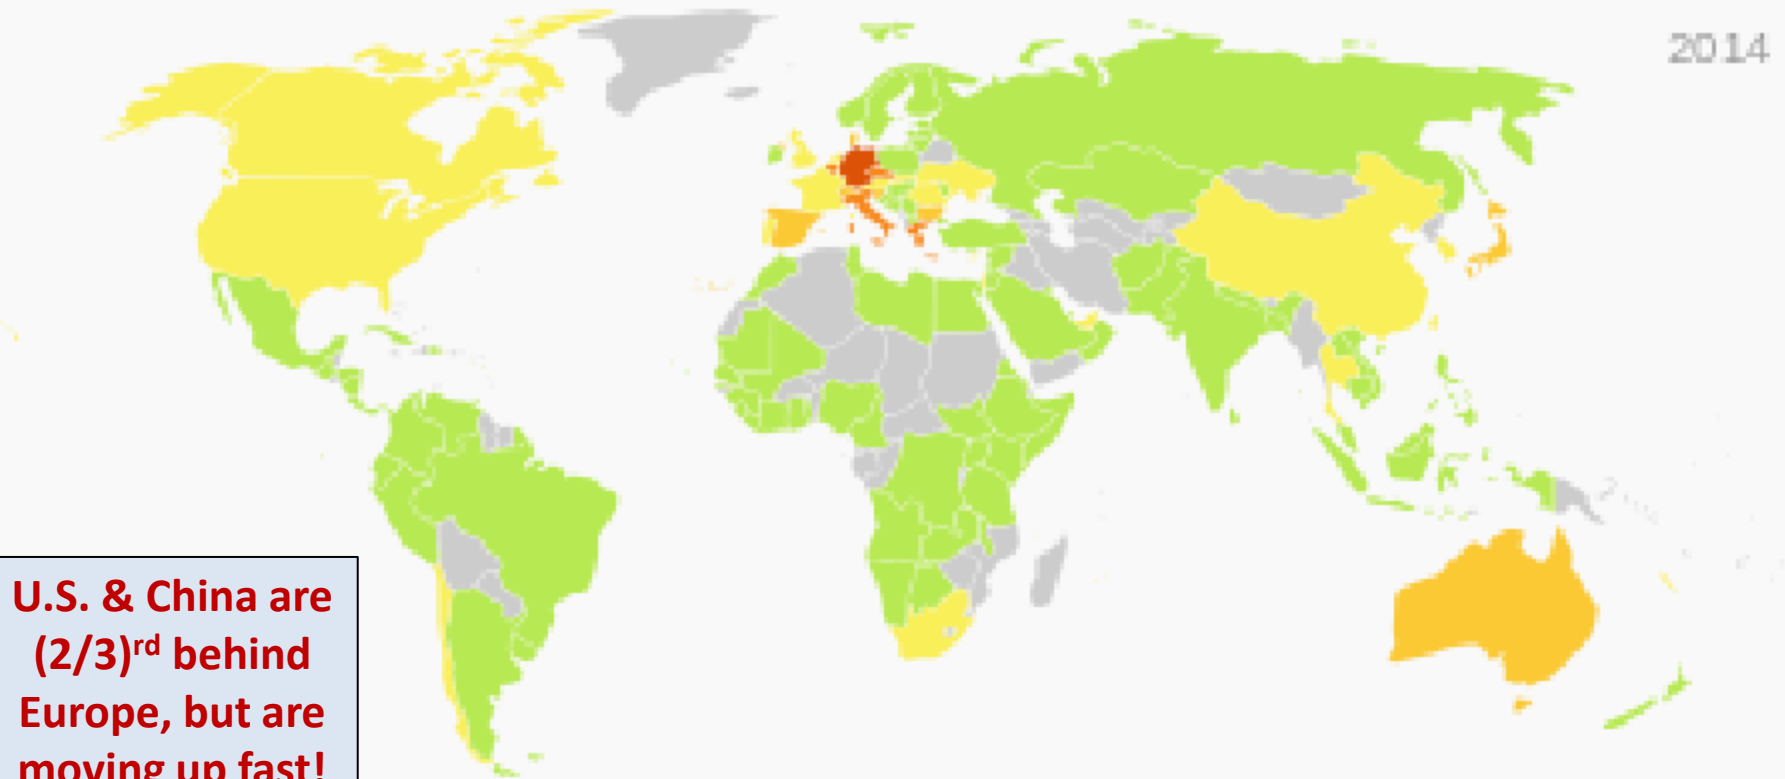 2014
U.S. & China are
(2/3)rd behind
Europe, but are
moving up fast!